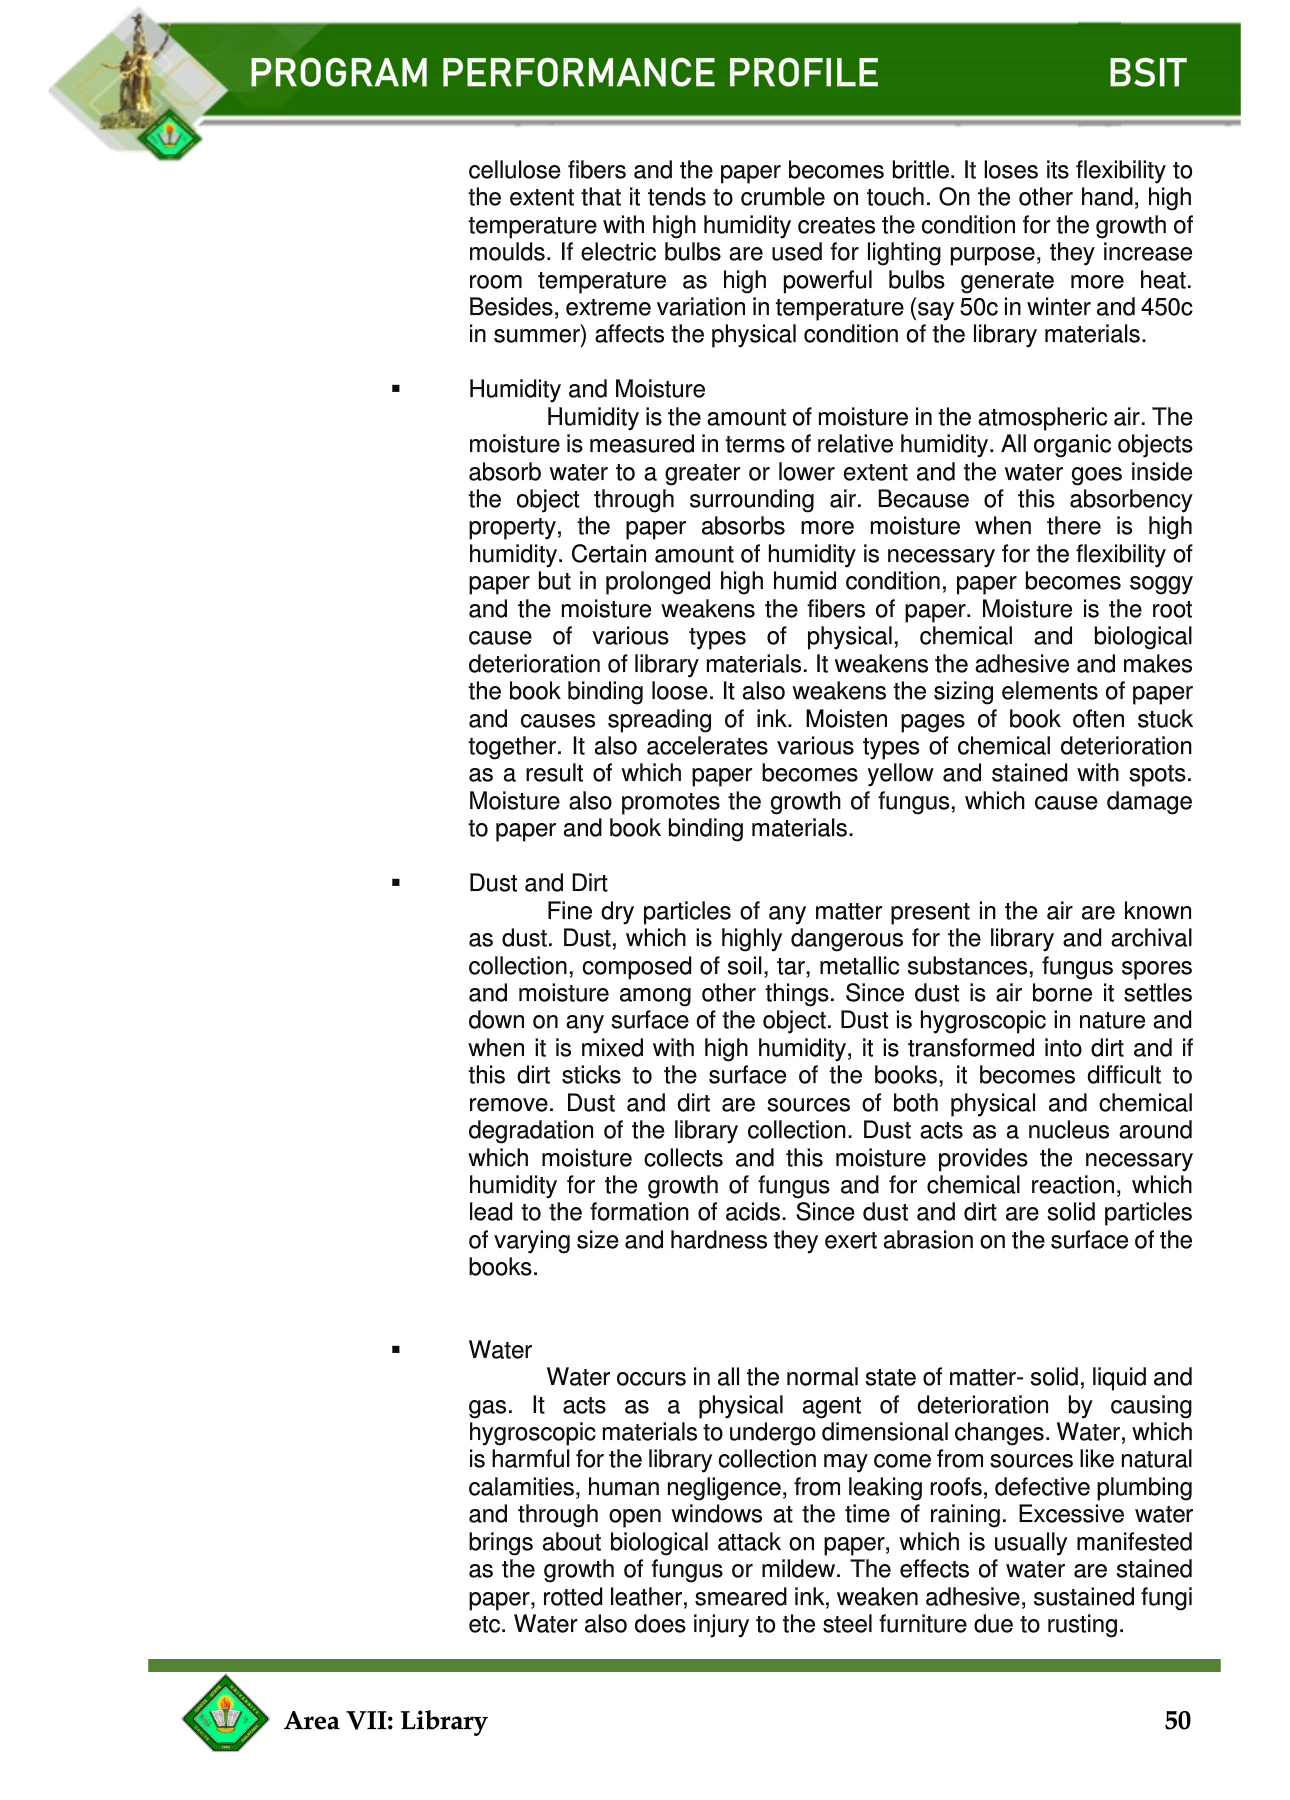 PROGRAM PERFORMANCE PROFILE BSIT
cellulose fibers and the paper becomes brittle. It loses its flexibility to
the extent that it tends to crumble on touch. On the other hand, high
temperature with high humidity creates the condition for the growth of
moulds. If electric bulbs are used for lighting purpose, they increase
room temperature as high powerful bulbs generate more heat.
Besides, extreme variation in temperature (say 50c in winter and 450c
in summer) affects the physical condition of the library materials.
▪ Humidity and Moisture
Humidity is the amount of moisture in the atmospheric air. The
moisture is measured in terms of relative humidity. All organic objects
absorb water to a greater or lower extent and the water goes inside
the object through surrounding air. Because of this absorbency
property, the paper absorbs more moisture when there is high
humidity. Certain amount of humidity is necessary for the flexibility of
paper but in prolonged high humid condition, paper becomes soggy
and the moisture weakens the fibers of paper. Moisture is the root
cause of various types of physical, chemical and biological
deterioration of library materials. It weakens the adhesive and makes
the book binding loose. It also weakens the sizing elements of paper
and causes spreading of ink. Moisten pages of book often stuck
together. It also accelerates various types of chemical deterioration
as a result of which paper becomes yellow and stained with spots.
Moisture also promotes the growth of fungus, which cause damage
to paper and book binding materials.
▪ Dust and Dirt
Fine dry particles of any matter present in the air are known
as dust. Dust, which is highly dangerous for the library and archival
collection, composed of soil, tar, metallic substances, fungus spores
and moisture among other things. Since dust is air borne it settles
down on any surface of the object. Dust is hygroscopic in nature and
when it is mixed with high humidity, it is transformed into dirt and if
this dirt sticks to the surface of the books, it becomes difficult to
remove. Dust and dirt are sources of both physical and chemical
degradation of the library collection. Dust acts as a nucleus around
which moisture collects and this moisture provides the necessary
humidity for the growth of fungus and for chemical reaction, which
lead to the formation of acids. Since dust and dirt are solid particles
of varying size and hardness they exert abrasion on the surface of the
books.
▪ Water
Water occurs in all the normal state of matter- solid, liquid and
gas. It acts as a physical agent of deterioration by causing
hygroscopic materials to undergo dimensional changes. Water, which
is harmful for the library collection may come from sources like natural
calamities, human negligence, from leaking roofs, defective plumbing
and through open windows at the time of raining. Excessive water
brings about biological attack on paper, which is usually manifested
as the growth of fungus or mildew. The effects of water are stained
paper, rotted leather, smeared ink, weaken adhesive, sustained fungi
etc. Water also does injury to the steel furniture due to rusting.
Area VII: Library 50